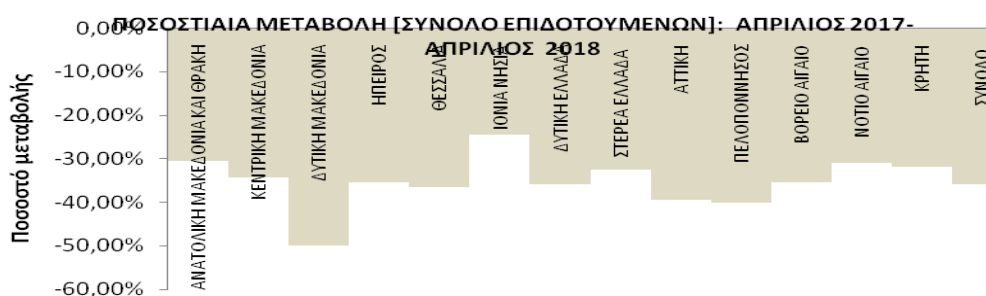 ΠΟΣΟΣΤΙΑΙΑ ΜΕΤΑΒΟΛΗ [ΣΥΝΟΛΟ ΕΠΙΔΟΤΟΥΜΕΝΩΝ]: ΑΠΡΙΛΙΟΣ 2017-
ΑΠΡΙΛΙΟΣ 2018
Ποσοστό μεταβολής
0,00%
-10,00%
-20,00%
-30,00%
-40,00%
-50,00%
-60,00%
ΑΝΑΤΟΛΙΚΗ ΜΑΚΕΔΟΝΙΑ ΚΑΙ ΘΡΑΚΗ
ΚΕΝΤΡΙΚΗ ΜΑΚΕΔΟΝΙΑ
ΔΥΤΙΚΗ ΜΑΚΕΔΟΝΙΑ
ΗΠΕΙΡΟΣ
ΘΕΣΣΑΛΙΑ
ΙΟΝΙΑ ΝΗΣΙΑ
ΔΥΤΙΚΗ ΕΛΛΑΔΑ
ΣΤΕΡΕΑ ΕΛΛΑΔΑ
ΑΤΤΙΚΗ
ΠΕΛΟΠΟΝΝΗΣΟΣ
ΒΟΡΕΙΟ ΑΙΓΑΙΟ
ΝΟΤΙΟ ΑΙΓΑΙΟ
ΚΡΗΤΗ
ΣΥΝΟΛΟ